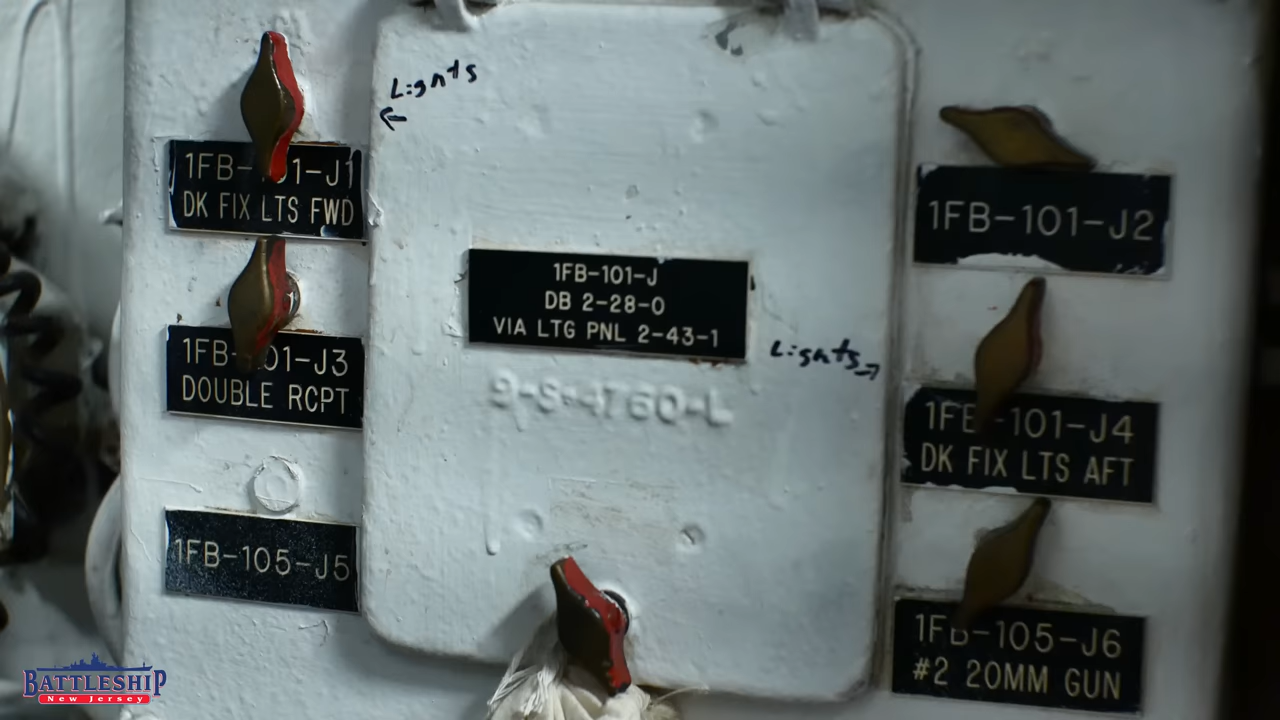 Lights
←
1FB-101-J1
DK FIX LTS FWD
1FB-101-J3
DOUBLE RCPT
1FB-105-J5
1FB-101-J
DB 2-28-0
VIA LTG PNL 2-43-1
Lights→
9-S-4760-L
1FB-101-J2
1FB-101-J4
DK FIX LTS AFT
1FB-105-J6
#2 20MM GUN
BATTLESHIP
New Jersey